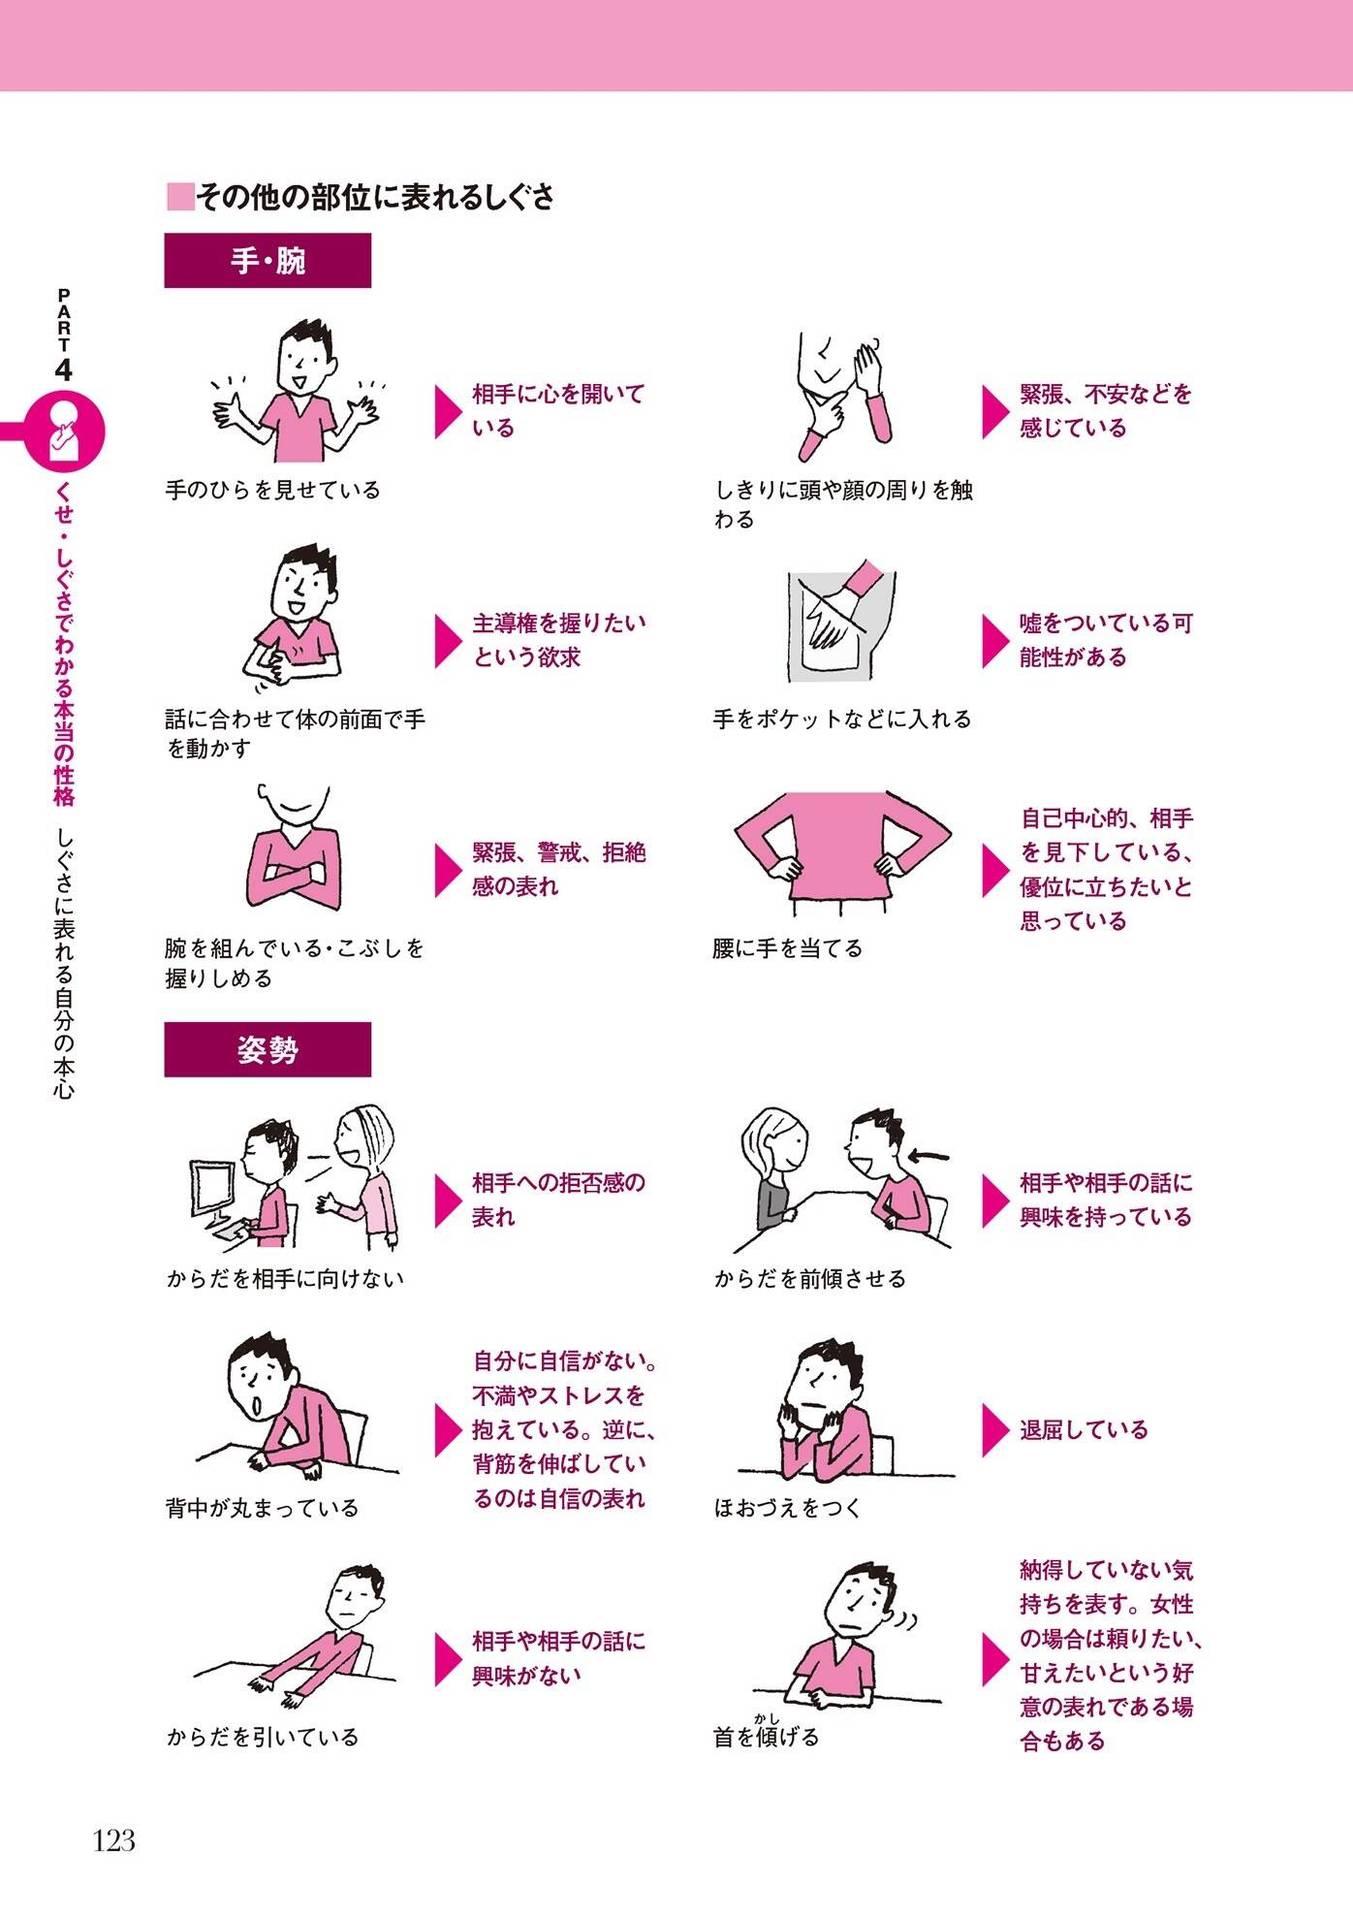 ■その他の部位に表れるしぐさ
手・腕
手のひらを見せている
相手に心を開いて
いる
しきりに頭や顔の周りを触
わる
緊張、不安などを
感じている
話に合わせて体の前面で手
を動かす
主導権を握りたい
という欲求
手をポケットなどに入れる
嘘をついている可
能性がある
腕を組んでいる・こぶしを
握りしめる
緊張、警戒、拒絶
感の表れ
腰に手を当てる
自己中心的、相手
を見下している、
優位に立ちたいと
思っている
姿勢
からだを相手に向けない
相手への拒否感の
表れ
からだを前傾させる
相手や相手の話に
興味を持っている
背中が丸まっている
自分に自信がない。
不満やストレスを
抱えている。逆に、
背筋を伸ばしてい
るのは自信の表れ
ほおづえをつく
退屈している
からだを引いている
相手や相手の話に
興味がない
かし
首を傾げる
納得していない気
持ちを表す。女性
の場合は頼りたい、
甘えたいという好
意の表れである場
合もある
PART4
くせ・しぐさでわかる本当の性格 しぐさに表れる自分の本心
123